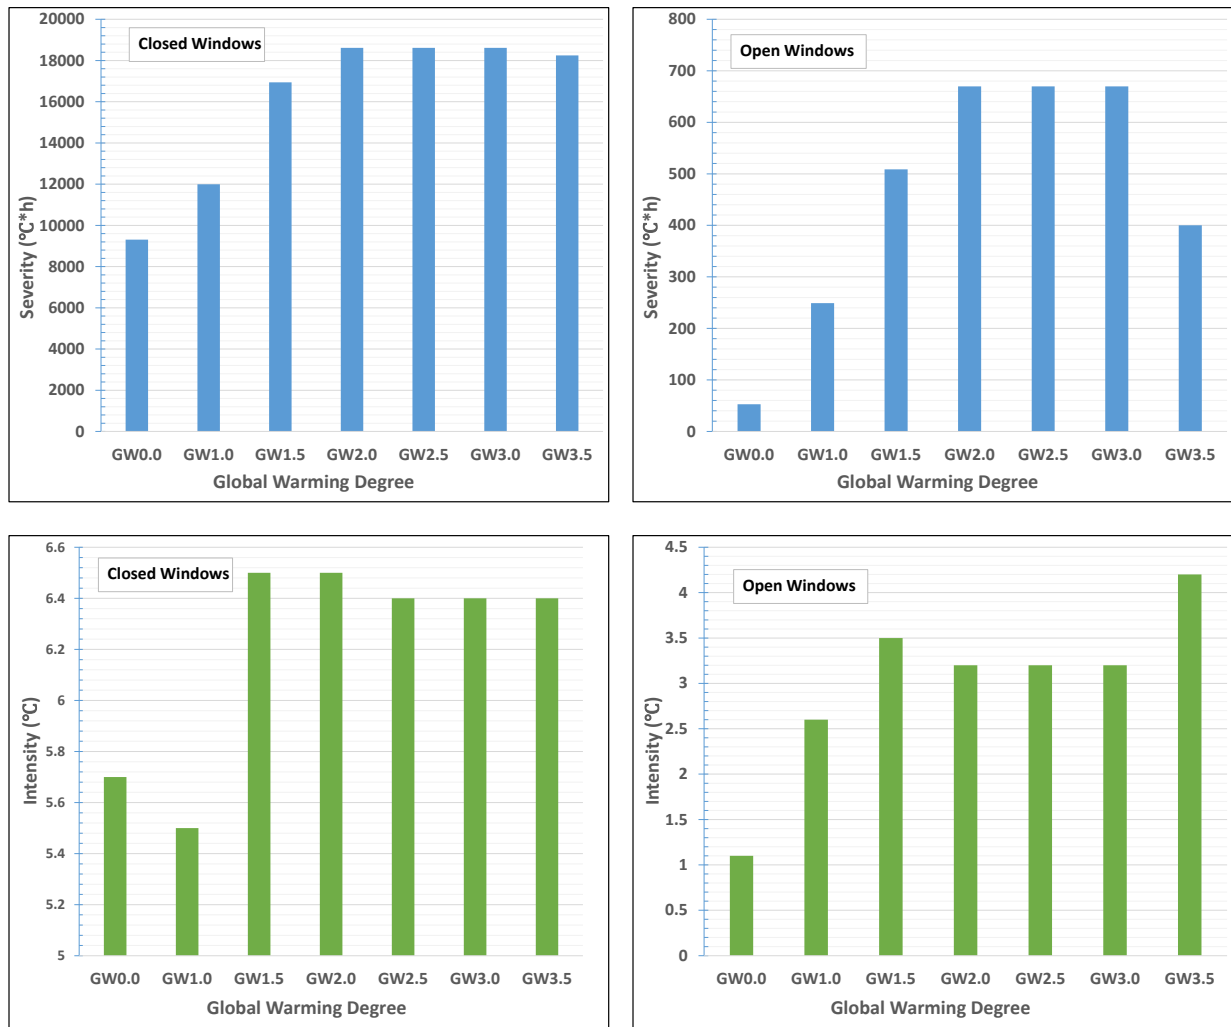 Closed Windows
Severity (°C*h)
20000
18000
16000
14000
12000
10000
8000
6000
4000
2000
0
GW0.0 GW1.0 GW1.5 GW2.0 GW2.5 GW3.0 GW3.5
Global Warming Degree
Open Windows
Severity (°C*h)
800
700
600
500
400
300
200
100
0
GW0.0 GW1.0 GW1.5 GW2.0 GW2.5 GW3.0 GW3.5
Global Warming Degree
Closed Windows
Intensity (°C)
6.6
6.4
6.2
6
5.8
5.6
5.4
5.2
5
GW0.0 GW1.0 GW1.5 GW2.0 GW2.5 GW3.0 GW3.5
Global Warming Degree
Open Windows
Intensity (°C)
4.5
4
3.5
3
2.5
2
1.5
1
0.5
0
GW0.0 GW1.0 GW1.5 GW2.0 GW2.5 GW3.0 GW3.5
Global Warming Degree